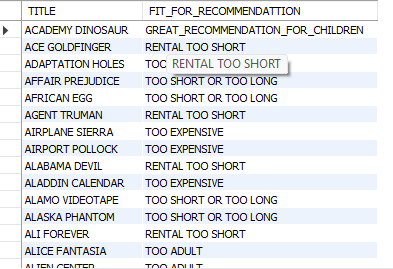 TITLE FIT_FOR_RECOMMENDATTION
ACADEMY DINOSAUR GREAT_RECOMMENDATION_FOR_CHILDREN
ACE GOLDFINGER RENTAL TOO SHORT
ADAPTATION HOLES TOO RENTAL TOO SHORT
AFFAIR PREJUDICE TOO SHORT OR TOO LONG
AFRICAN EGG TOO SHORT OR TOO LONG
AGENT TRUMAN RENTAL TOO SHORT
AIRPLANE SIERRA TOO EXPENSIVE
AIRPORT POLLOCK TOO EXPENSIVE
ALABAMA DEVIL RENTAL TOO SHORT
ALADDIN CALENDAR TOO EXPENSIVE
ALAMO VIDEOTAPE TOO SHORT OR TOO LONG
ALASKA PHANTOM TOO SHORT OR TOO LONG
ALI FOREVER RENTAL TOO SHORT
ALICE FANTASIA TOO ADULT
ALIEN CENTER TOO ADULT